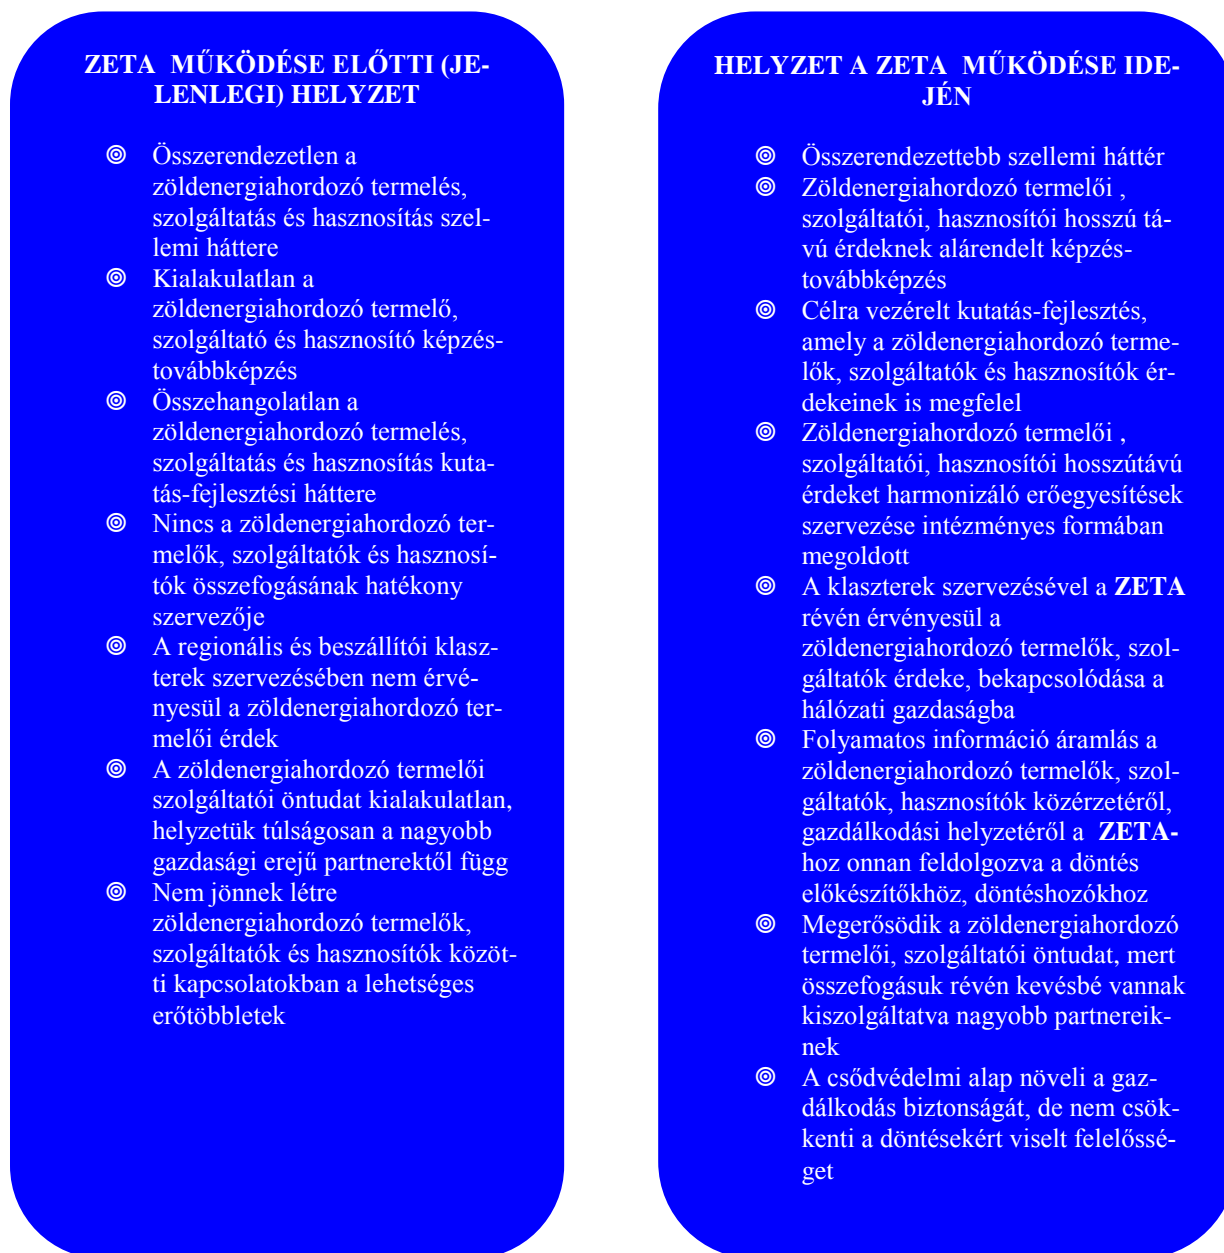 ZETA MŰKÖDÉSE ELŐTTI (JE-
LENLEGI) HELYZET
⦾ Összerendezetlen a
zöldenergiahordozó termelés,
szolgáltatás és hasznosítás szel-
lemi háttere
⦾ Kialakulatlan a
zöldenergiahordozó termelő,
szolgáltató és hasznosító képzés-
továbbképzés
⦾ Összehangolatlan a
zöldenergiahordozó termelés,
szolgáltatás és hasznosítás kuta-
tás-fejlesztési háttere
⦾ Nincs a zöldenergiahordozó ter-
melők, szolgáltatók és hasznosí-
tók összefogásának hatékony
szervezője
⦾ A regionális és beszállítói klasz-
terek szervezésében nem érvé-
nyesül a zöldenergiahordozó ter-
melői érdek
⦾ A zöldenergiahordozó termelői
szolgáltatói öntudat kialakulatlan,
helyzetük túlságosan a nagyobb
gazdasági erejű partnerektől függ
⦾ Nem jönnek létre
zöldenergiahordozó termelők,
szolgáltatók és hasznosítók közöt-
ti kapcsolatokban a lehetséges
erőtöbbletek
HELYZET A ZETA MŰKÖDÉSE IDE-
JÉN
⦾ Összerendezettebb szellemi háttér
⦾ Zöldenergiahordozó termelői ,
szolgáltatói, hasznosítói hosszú tá-
vú érdeknek alárendelt képzés-
továbbképzés
⦾ Célra vezérelt kutatás-fejlesztés,
amely a zöldenergiahordozó terme-
lők, szolgáltatók és hasznosítók ér-
dekeinek is megfelel
⦾ Zöldenergiahordozó termelői ,
szolgáltatói, hasznosítói hosszútávú
érdeket harmonizáló erőegyesítések
szervezése intézményes formában
megoldott
⦾ A klaszterek szervezésével a ZETA
révén érvényesül a
zöldenergiahordozó termelők, szol-
gáltatók érdeke, bekapcsolódása a
hálózati gazdaságba
⦾ Folyamatos információ áramlás a
zöldenergiahordozó termelők, szol-
gáltatók, hasznosítók közérzetéről,
gazdálkodási helyzetéről a ZETA-
hoz onnan feldolgozva a döntés
előkészítőkhöz, döntéshozókhoz
⦾ Megerősödik a zöldenergiahordozó
termelői, szolgáltatói öntudat, mert
összefogásuk révén kevésbé vannak
kiszolgáltatva nagyobb partnereik-
nek
⦾ A csődvédelmi alap növeli a gaz-
dálkodás biztonságát, de nem csök-
kenti a döntésekért viselt felelőssé-
get